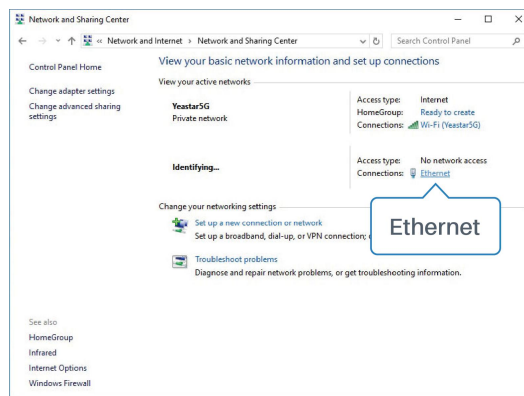 Network and Sharing Center
« Network and Internet › Network and Sharing Center
Search Control Panel
Control Panel Home
Change adapter settings
Change advanced sharing
settings
View your basic network information and set up connections
View your active networks
Yeastar5G
Private network
Access type: Internet
HomeGroup: Ready to create
Connections: Wi-Fi (Yeastar5G)
Identifying...
Access type: No network access
Connections: Ethernet
Ethernet
Change your networking settings
Set up a new connection or network
Set up a broadband, dial-up, or VPN connection;
Troubleshoot problems
Diagnose and repair network problems, or get troubleshooting information.
See also
HomeGroup
Infrared
Internet Options
Windows Firewall